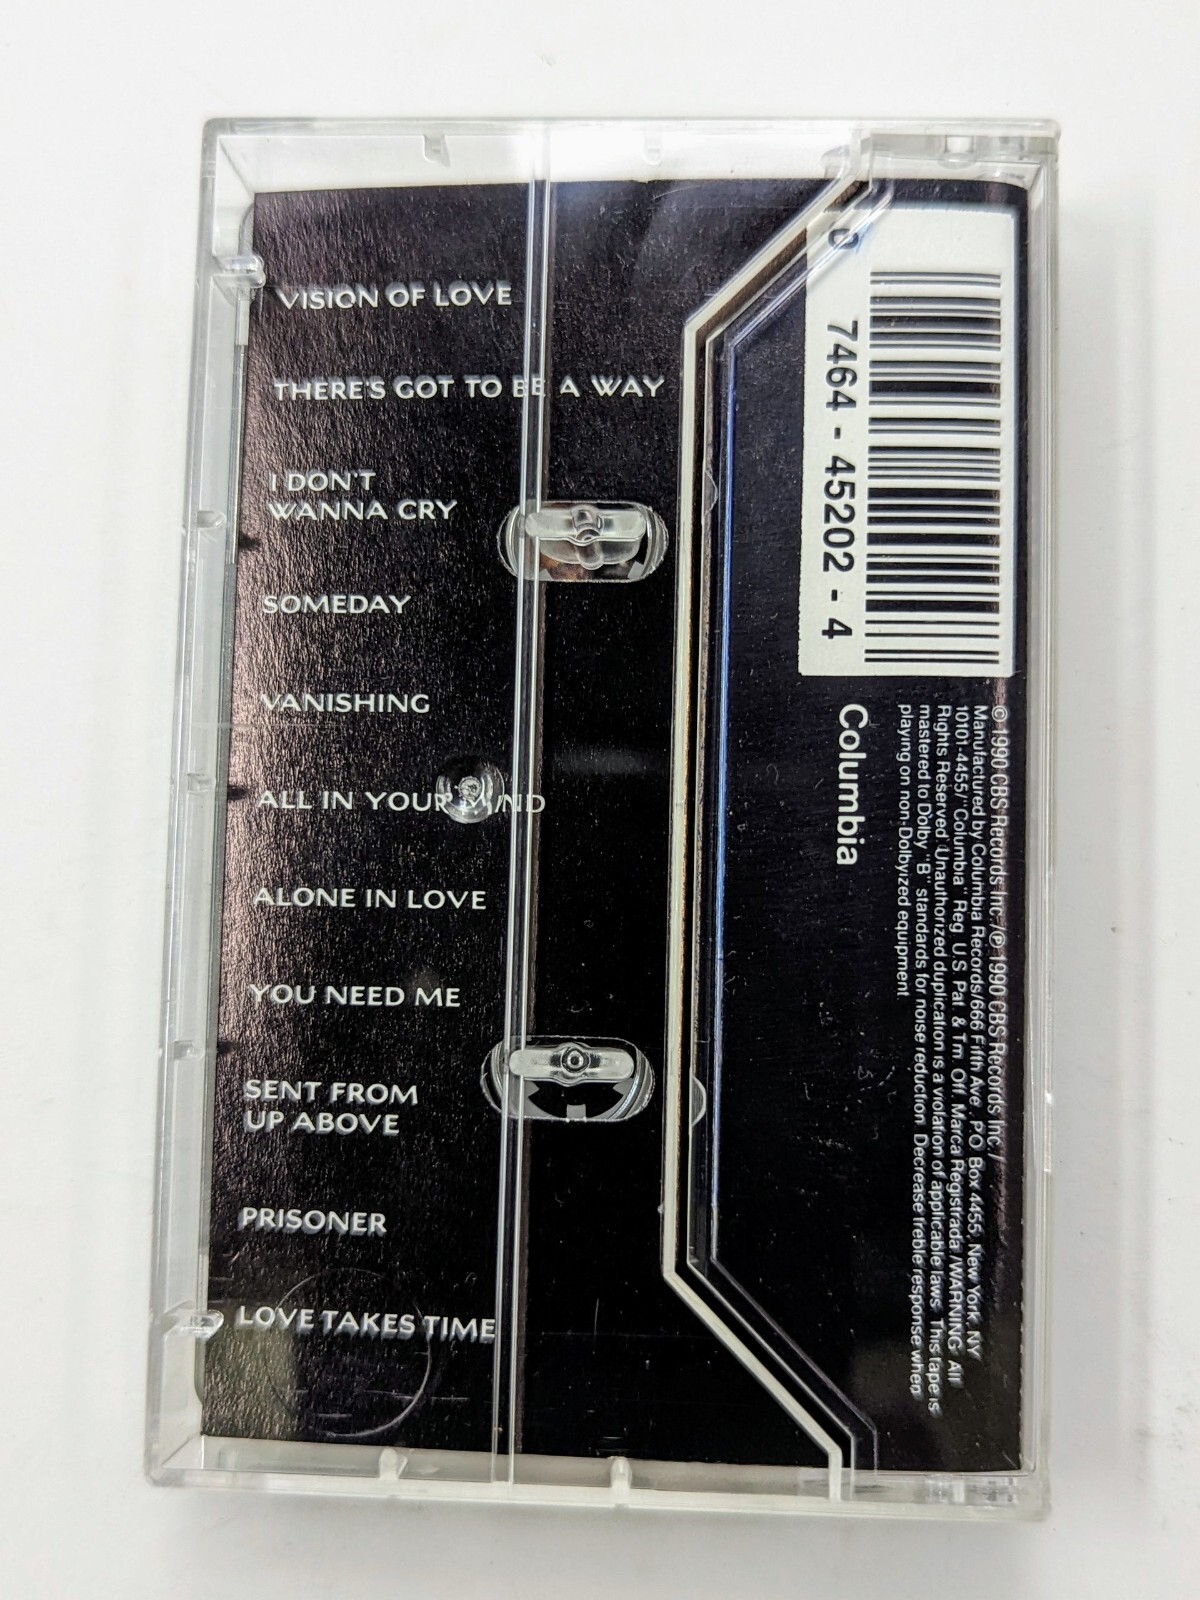 VISION OF LOVE
THERE'S GOT TO BE A WAY
I DON'T
WANNA CRY
SOMEDAY
VANISHING
ALL IN YOUR MIND
ALONE IN LOVE
YOU NEED ME
SENT FROM
UP ABOVE
PRISONER
LOVE TAKES TIME
0
7464 - 45202 - 4
Columbia
© 1990 CBS Records Inc./℗ 1990 CBS Records Inc./
Manufactured by Columbia Records/666 Fifth Ave., P.O. Box 4455, New York, NY
10101-4455/"Columbia" Reg. U.S. Pat. & Tm. Off. Marca Registrada./WARNING: All
Rights Reserved. Unauthorized duplication is a violation of applicable laws. This tape is
mastered to Dolby "B" standards for noise reduction. Decrease treble response when
playing on non-Dolbyized equipment.